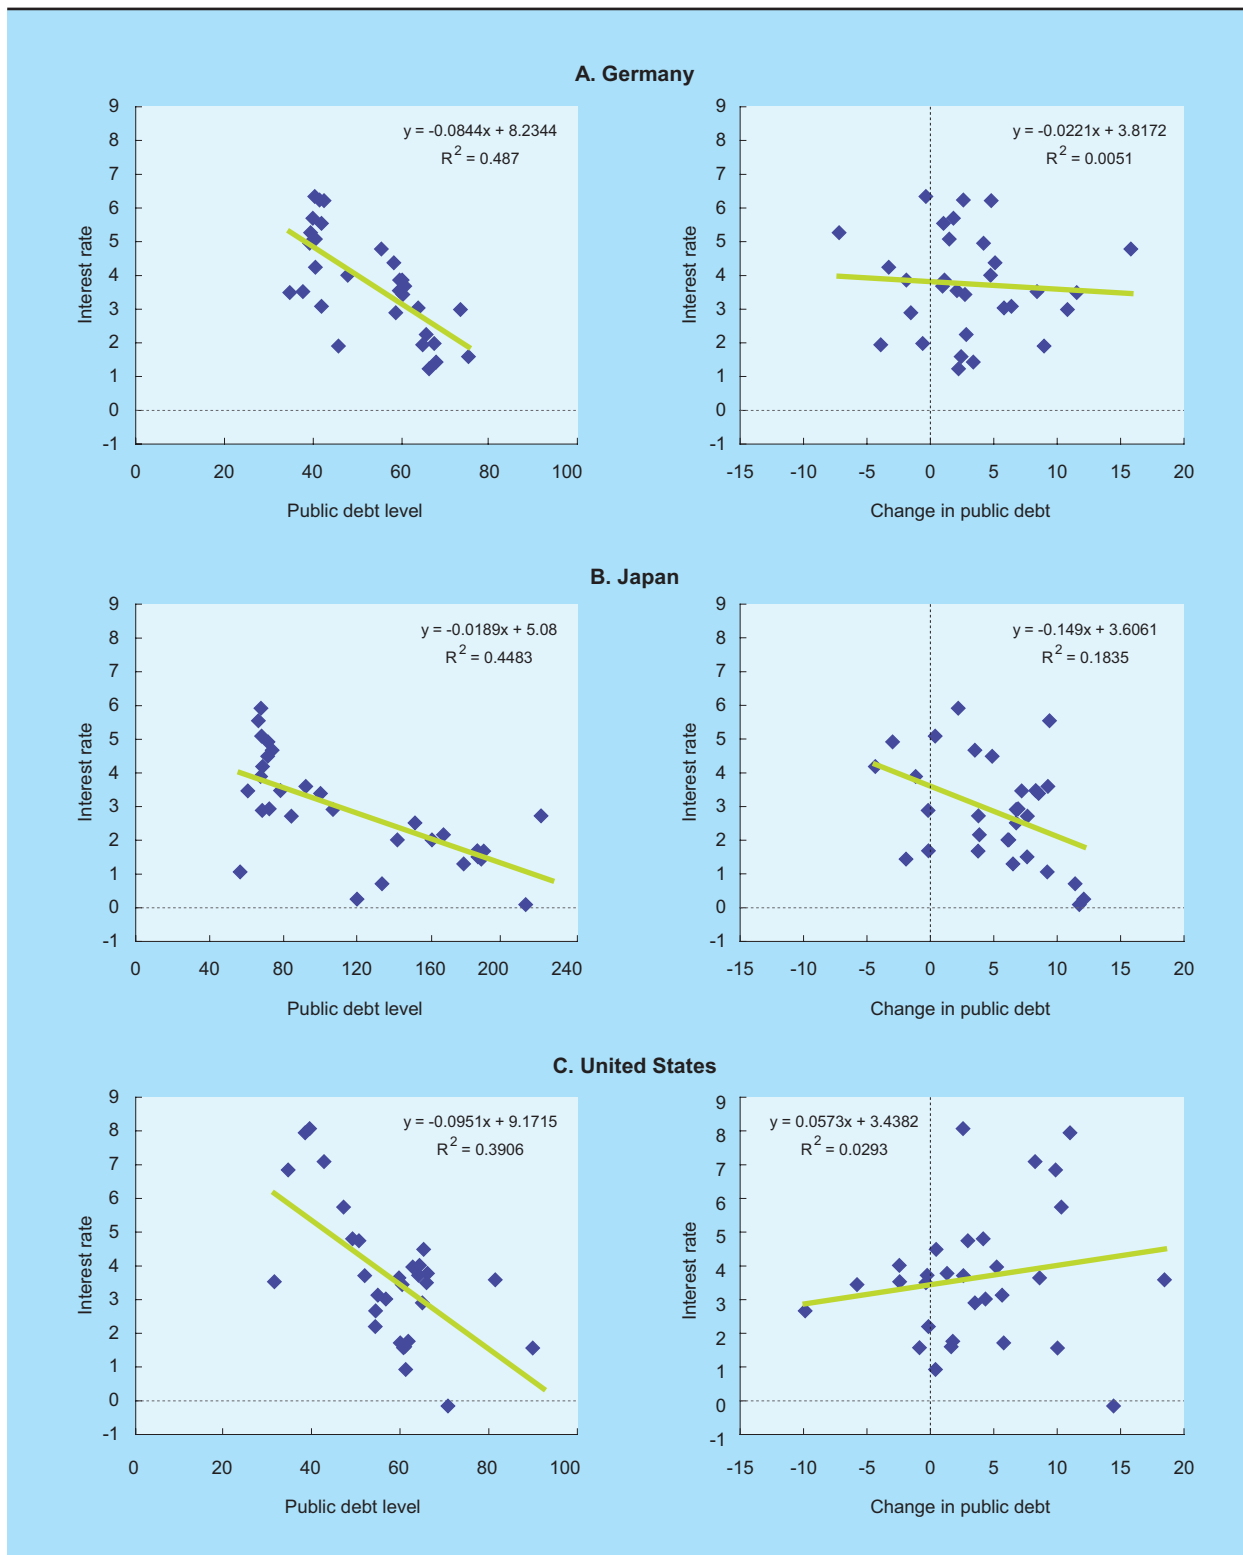 A. Germany
9
8
7
6
5
4
3
2
1
0
-1
Interest rate
y = -0.0844x + 8.2344
R2 = 0.487
0 20 40 60 80 100
Public debt level
9
8
7
6
5
4
3
2
1
0
-1
Interest rate
y = -0.0221x + 3.8172
R2 = 0.0051
-15 -10 -5 0 5 10 15 20
Change in public debt
B. Japan
9
8
7
6
5
4
3
2
1
0
-1
Interest rate
y = -0.0189x + 5.08
R2 = 0.4483
0 40 80 120 160 200 240
Public debt level
9
8
7
6
5
4
3
2
1
0
-1
Interest rate
y = -0.149x + 3.6061
R2 = 0.1835
-15 -10 -5 0 5 10 15 20
Change in public debt
C. United States
9
8
7
6
5
4
3
2
1
0
-1
Interest rate
y = -0.0951x + 9.1715
R2 = 0.3906
0 20 40 60 80 100
Public debt level
9
8
7
6
5
4
3
2
1
0
-1
Interest rate
y = 0.0573x + 3.4382
R2 = 0.0293
-15 -10 -5 0 5 10 15 20
Change in public debt